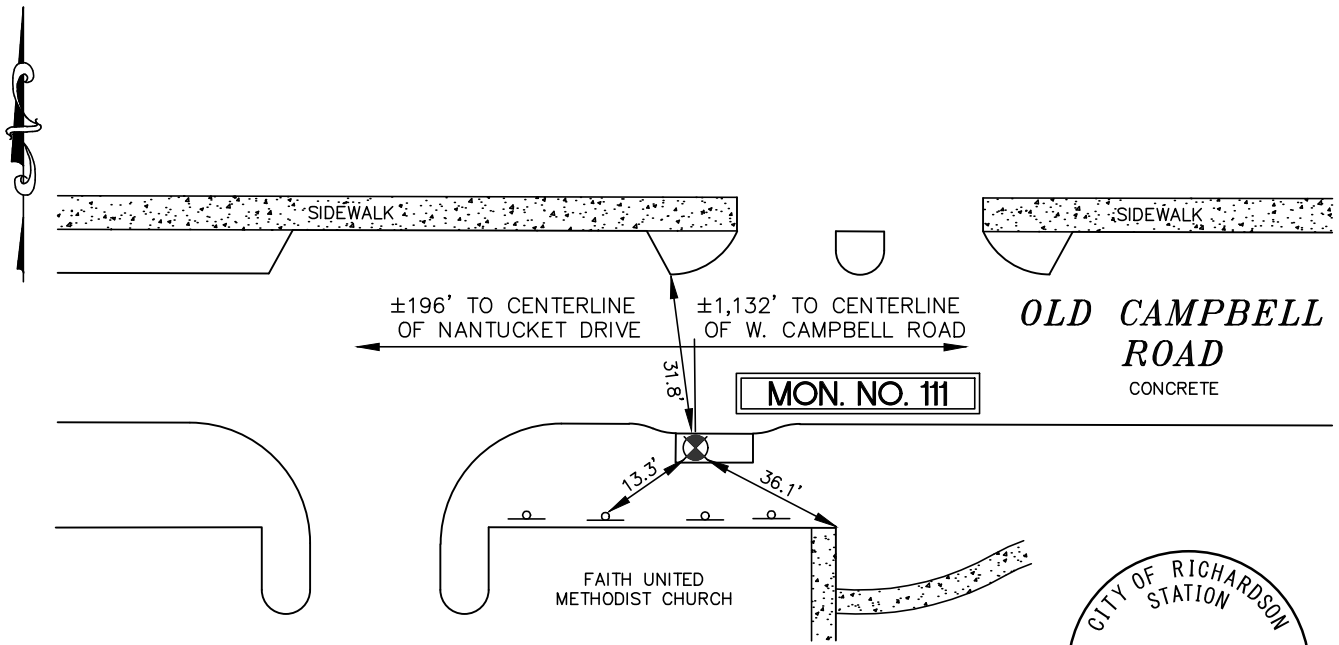 SIDEWALK
SIDEWALK
±196' TO CENTERLINE
OF NANTUCKET DRIVE
±1,132' TO CENTERLINE
OF W. CAMPBELL ROAD
OLD CAMPBELL
ROAD
CONCRETE
31.8'
MON. NO. 111
13.3'
36.1'
FAITH UNITED
METHODIST CHURCH
CITY OF RICHARDSON
STATION